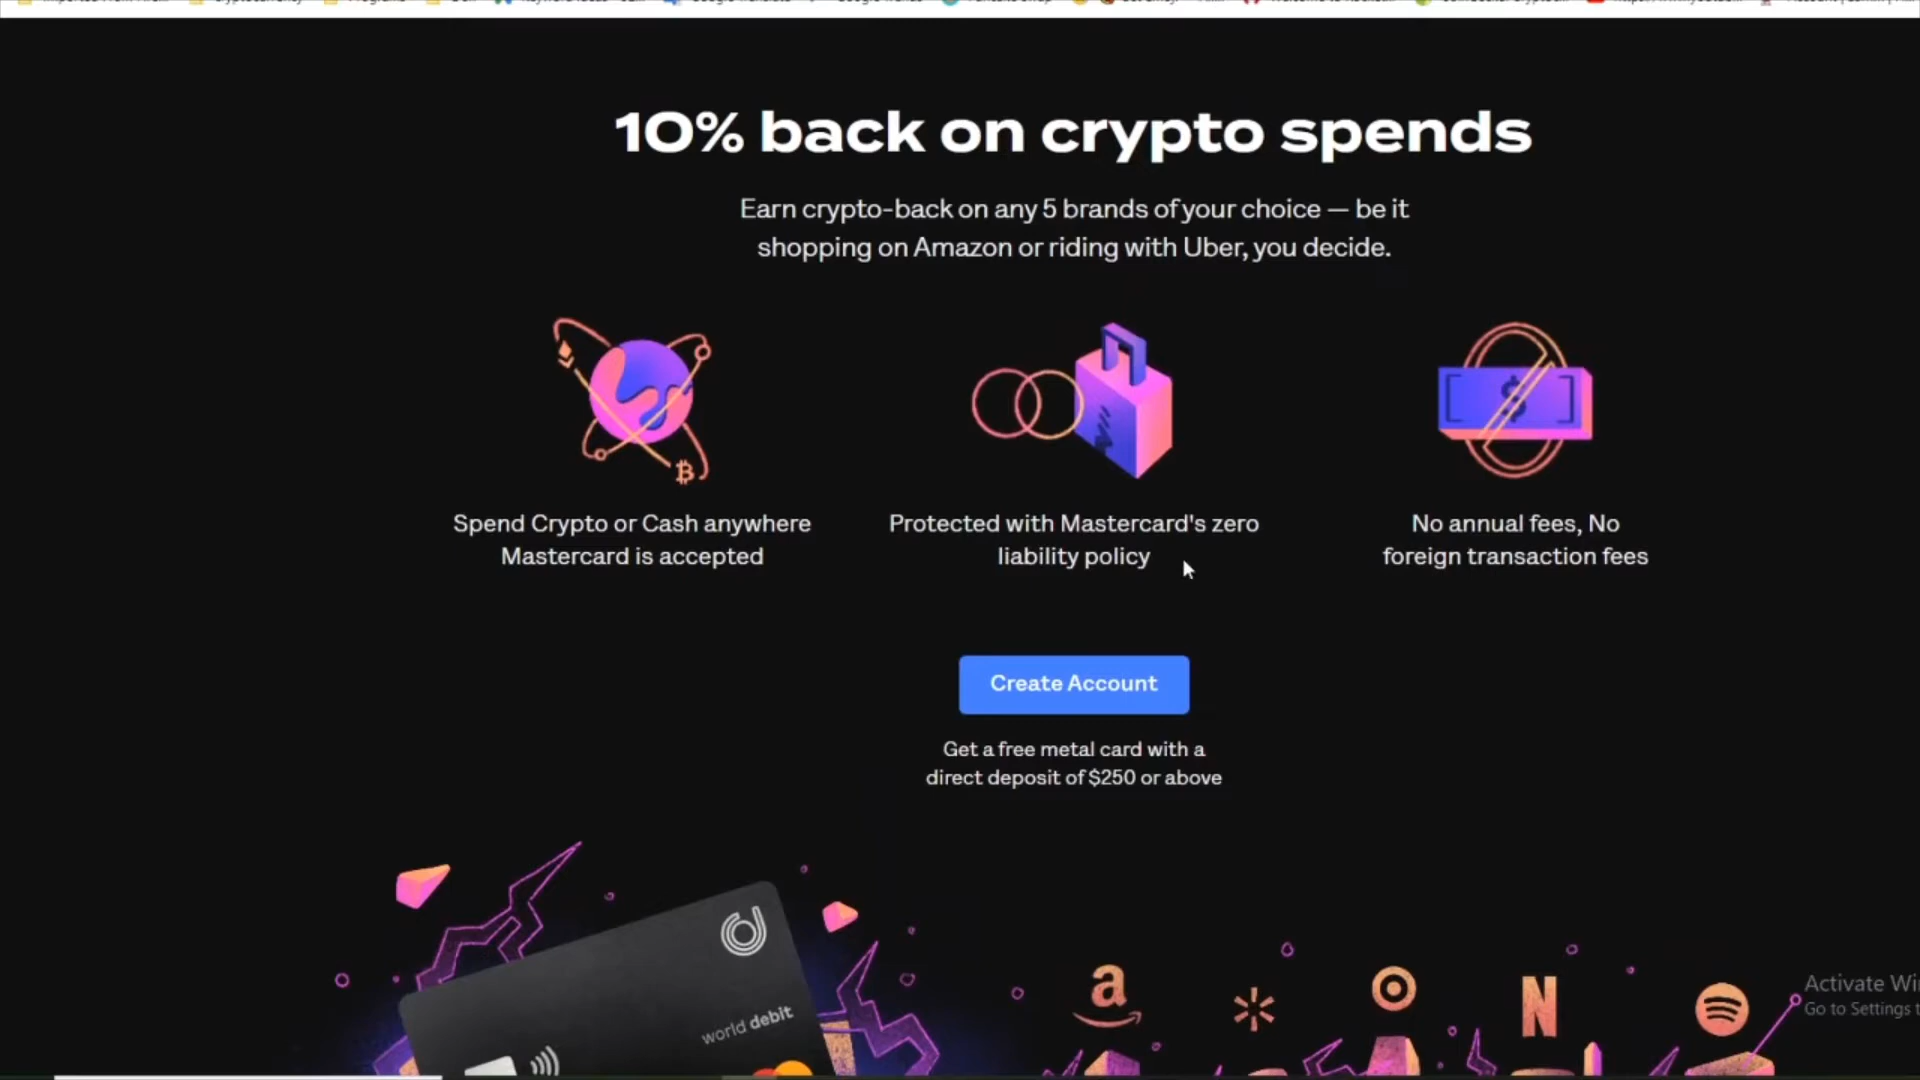 10% back on crypto spends
Earn crypto-back on any 5 brands of your choice — be it
shopping on Amazon or riding with Uber, you decide.
Spend Crypto or Cash anywhere
Mastercard is accepted
Protected with Mastercard's zero
liability policy
No annual fees, No
foreign transaction fees
Create Account
Get a free metal card with a
direct deposit of $250 or above
world debit
Activate Wi
Go to Settings t